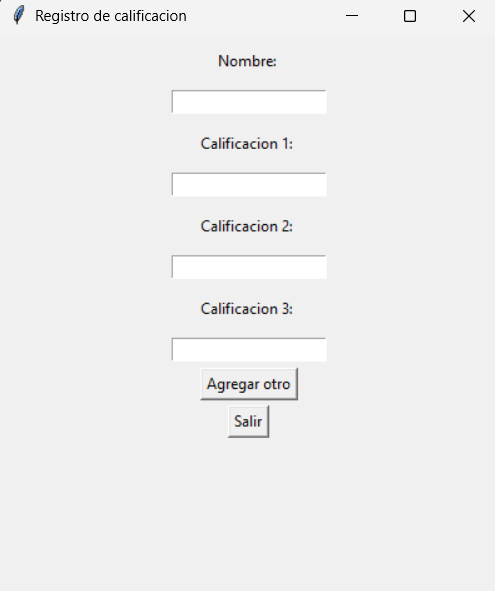 Registro de calificacion
Nombre:
Calificacion 1:
Calificacion 2:
Calificacion 3:
Agregar otro
Salir